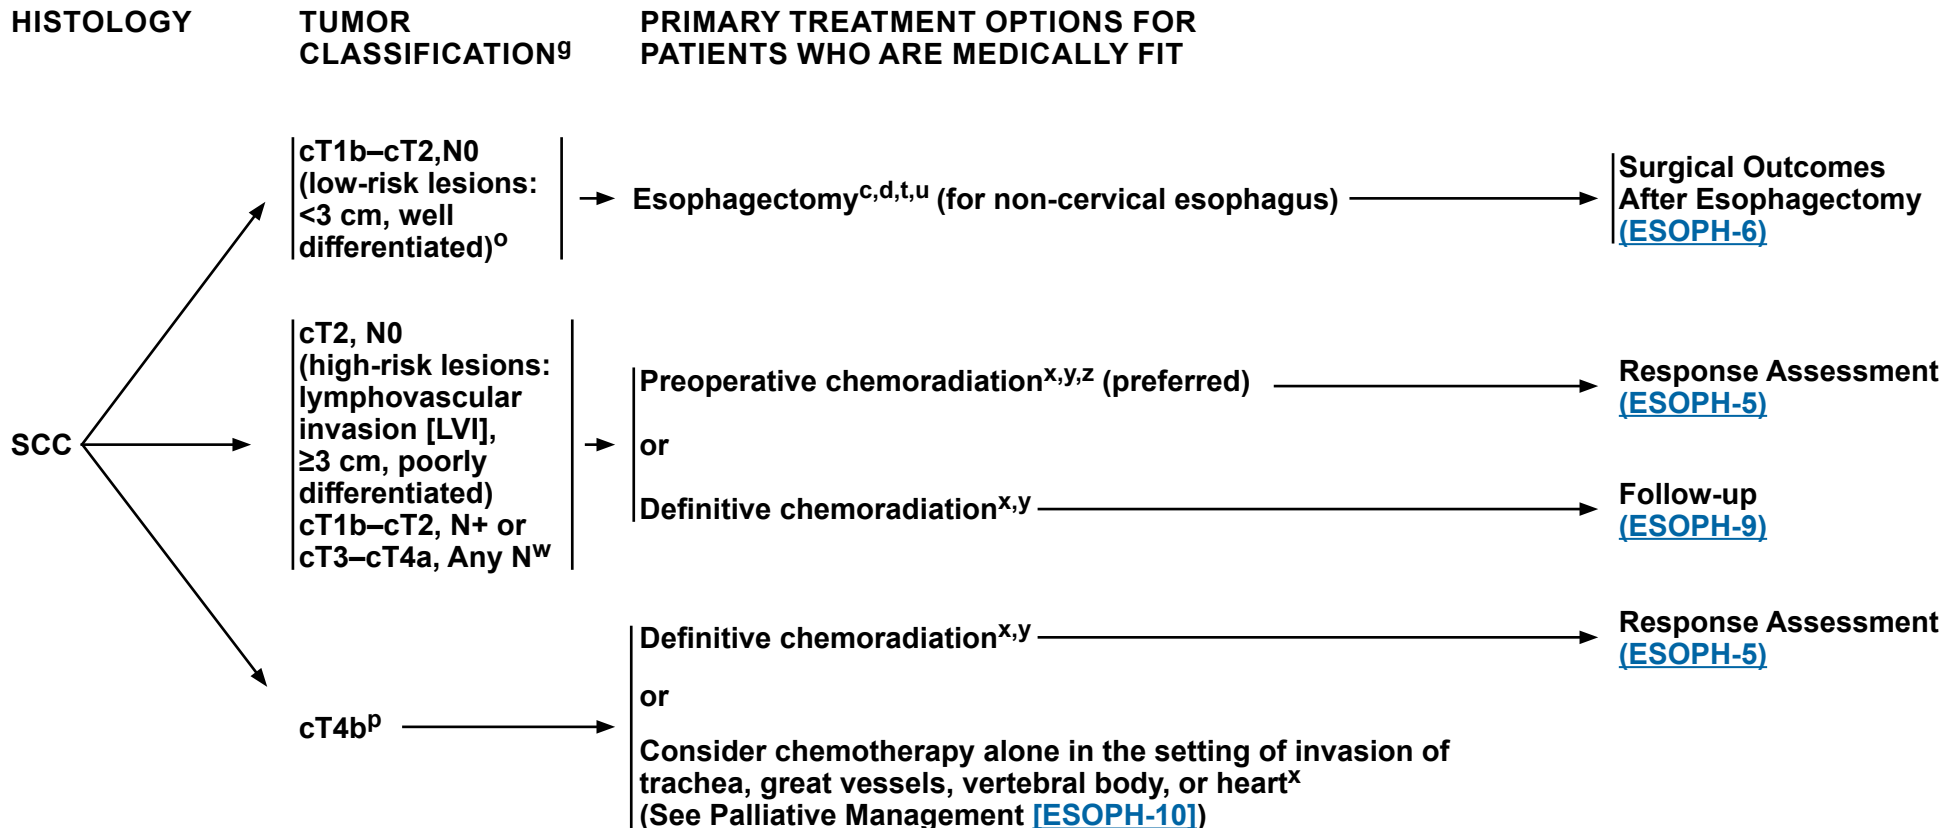 HISTOLOGY
TUMOR
CLASSIFICATIONg
PRIMARY TREATMENT OPTIONS FOR
PATIENTS WHO ARE MEDICALLY FIT
SCC
cT1b–cT2,N0
(low-risk lesions:
<3 cm, well
differentiated)o
Esophagectomyc,d,t,u (for non-cervical esophagus)
Surgical Outcomes
After Esophagectomy
(ESOPH-6)
cT2, N0
(high-risk lesions:
lymphovascular
invasion [LVI],
≥3 cm, poorly
differentiated)
cT1b–cT2, N+ or
cT3–cT4a, Any Nw
Preoperative chemoradiationx,y,z (preferred)
or
Definitive chemoradiationx,y
Response Assessment
(ESOPH-5)
Follow-up
(ESOPH-9)
cT4bp
Definitive chemoradiationx,y
or
Consider chemotherapy alone in the setting of invasion of
trachea, great vessels, vertebral body, or heartx
(See Palliative Management [ESOPH-10])
Response Assessment
(ESOPH-5)